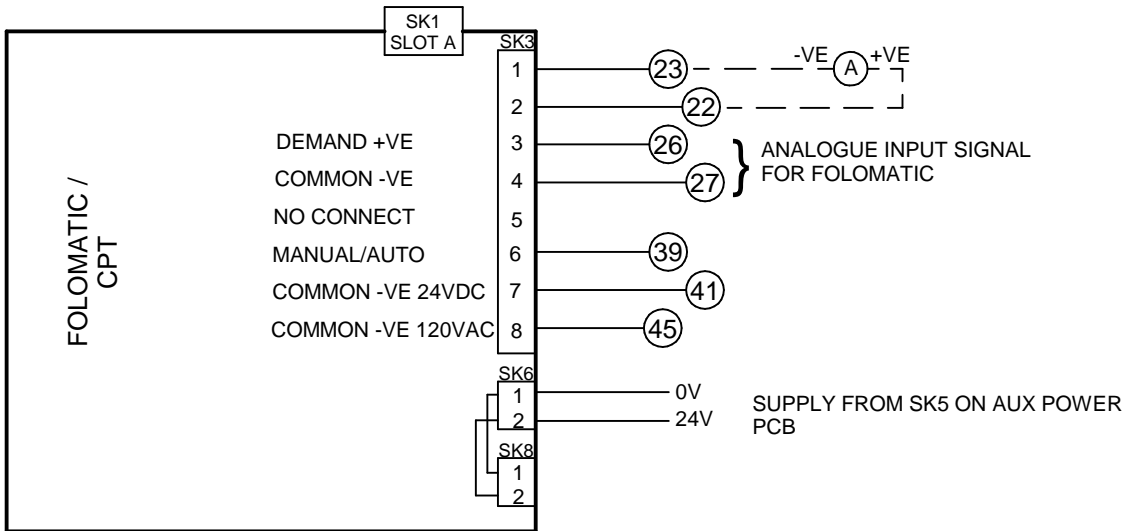 SK1
SLOT A
SK3
1 23 -VE A +VE
2 22
DEMAND +VE 3 26
COMMON -VE 4 27
} ANALOGUE INPUT SIGNAL
FOR FOLOMATIC
NO CONNECT 5
MANUAL/AUTO 6 39
COMMON -VE 24VDC 7 41
COMMON -VE 120VAC 8 45
FOLOMATIC /
CPT
SK6
1 0V
2 24V
SUPPLY FROM SK5 ON AUX POWER
PCB
SK8
1
2